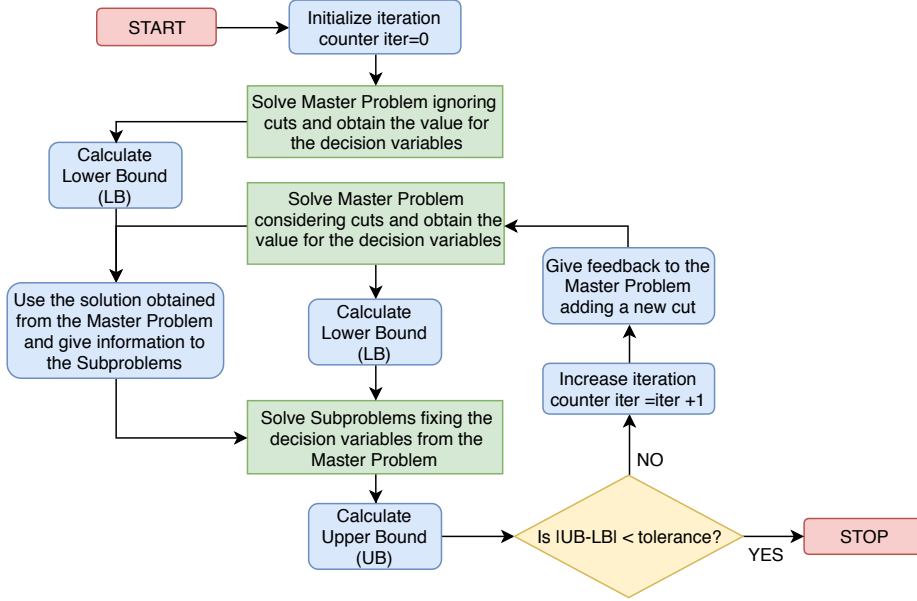 START
Initialize iteration
counter iter=0
Solve Master Problem ignoring
cuts and obtain the value for
the decision variables
Calculate
Lower Bound
(LB)
Solve Master Problem
considering cuts and obtain the
value for the decision variables
Give feedback to the
Master Problem
adding a new cut
Use the solution obtained
from the Master Problem
and give information to
the Subproblems
Calculate
Lower Bound
(LB)
Increase iteration
counter iter =iter +1
Solve Subproblems fixing the
decision variables from the
Master Problem
NO
Calculate
Upper Bound
(UB)
Is |UB-LB| < tolerance?
YES
STOP